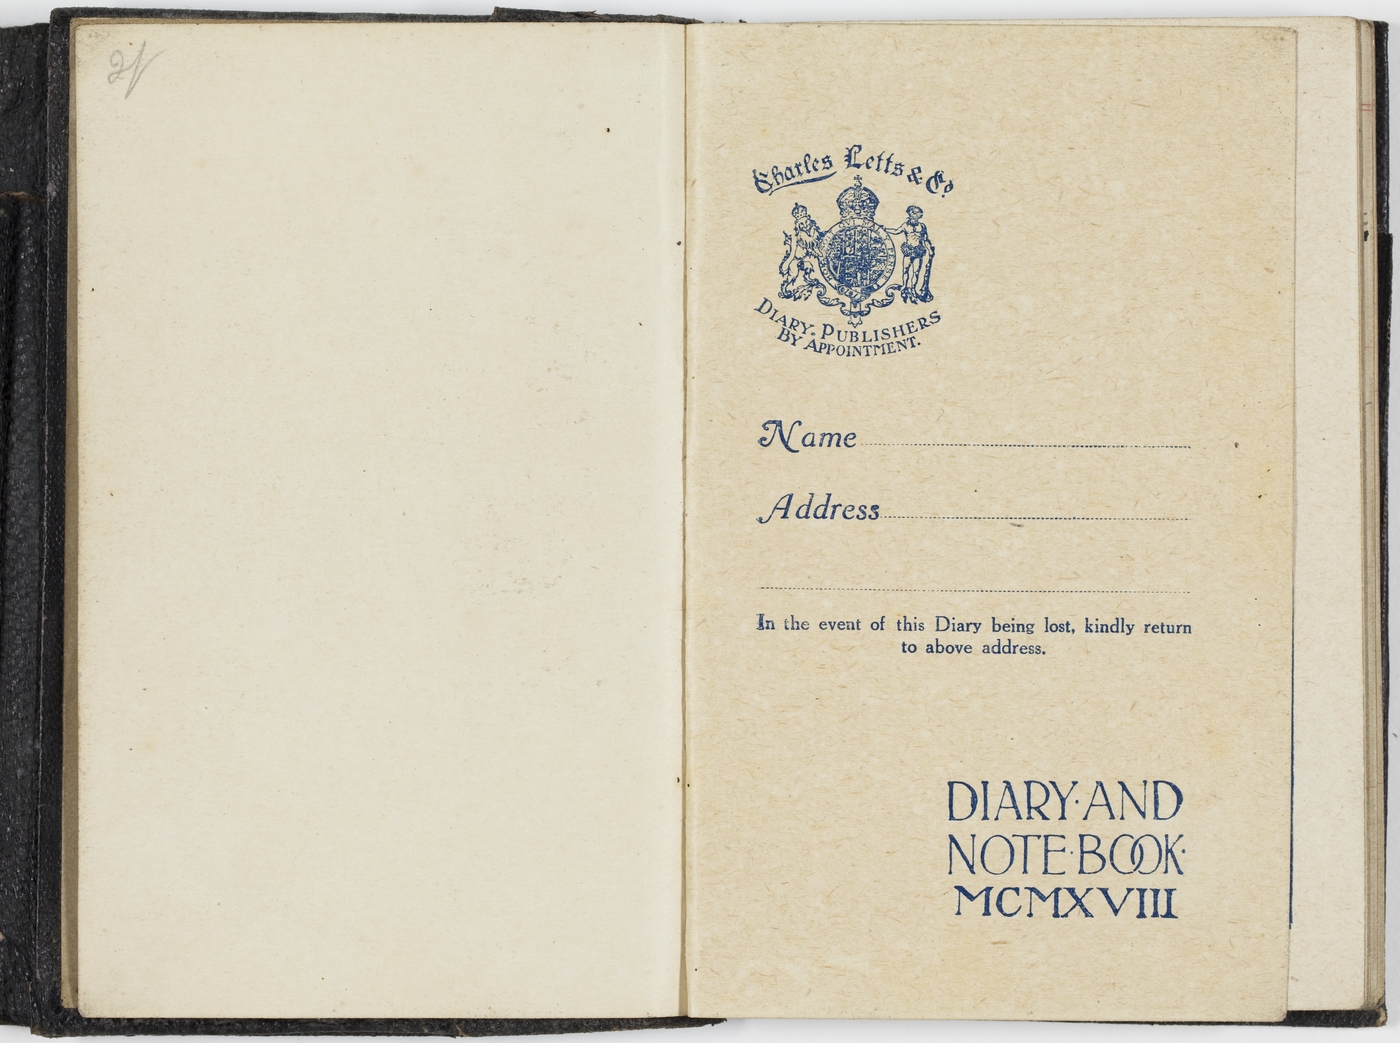 2/
Charles Letts & Co.
DIARY PUBLISHERS
BY APPOINTMENT.
Name
Address
In the event of this Diary being lost, kindly return
to above address.
DIARY·AND
NOTE·BOOK·
MCMXVIII